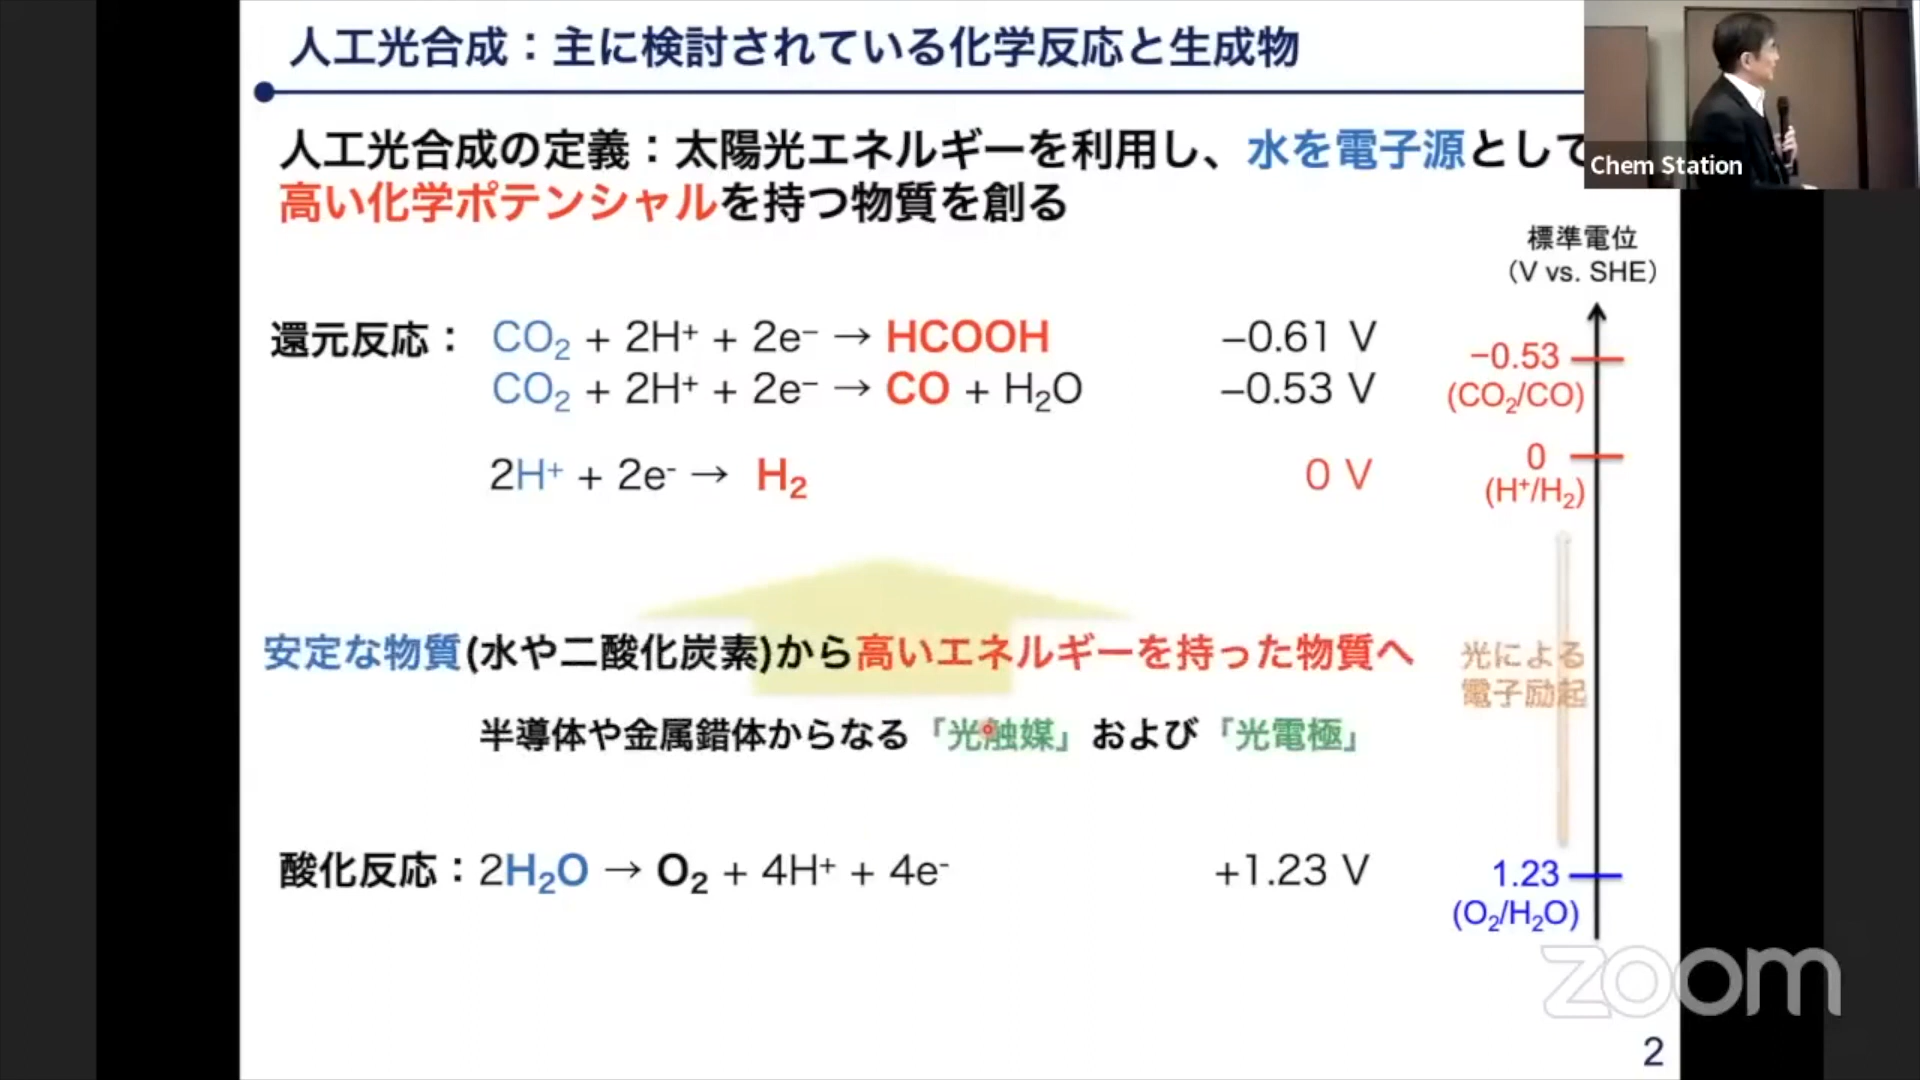 人工光合成：主に検討されている化学反応と生成物
Chem Station
人工光合成の定義：太陽光エネルギーを利用し、水を電子源として
高い化学ポテンシャルを持つ物質を創る
標準電位
（V vs. SHE）
還元反応： CO₂ + 2H⁺ + 2e⁻ → HCOOH −0.61 V
CO₂ + 2H⁺ + 2e⁻ → CO + H₂O −0.53 V
−0.53
(CO₂/CO)
2H⁺ + 2e⁻ → H₂ 0 V
0
(H⁺/H₂)
安定な物質(水や二酸化炭素)から高いエネルギーを持った物質へ
光による
電子励起
半導体や金属錯体からなる「光触媒」および「光電極」
酸化反応：2H₂O → O₂ + 4H⁺ + 4e⁻ +1.23 V
1.23
(O₂/H₂O)
zoom
2